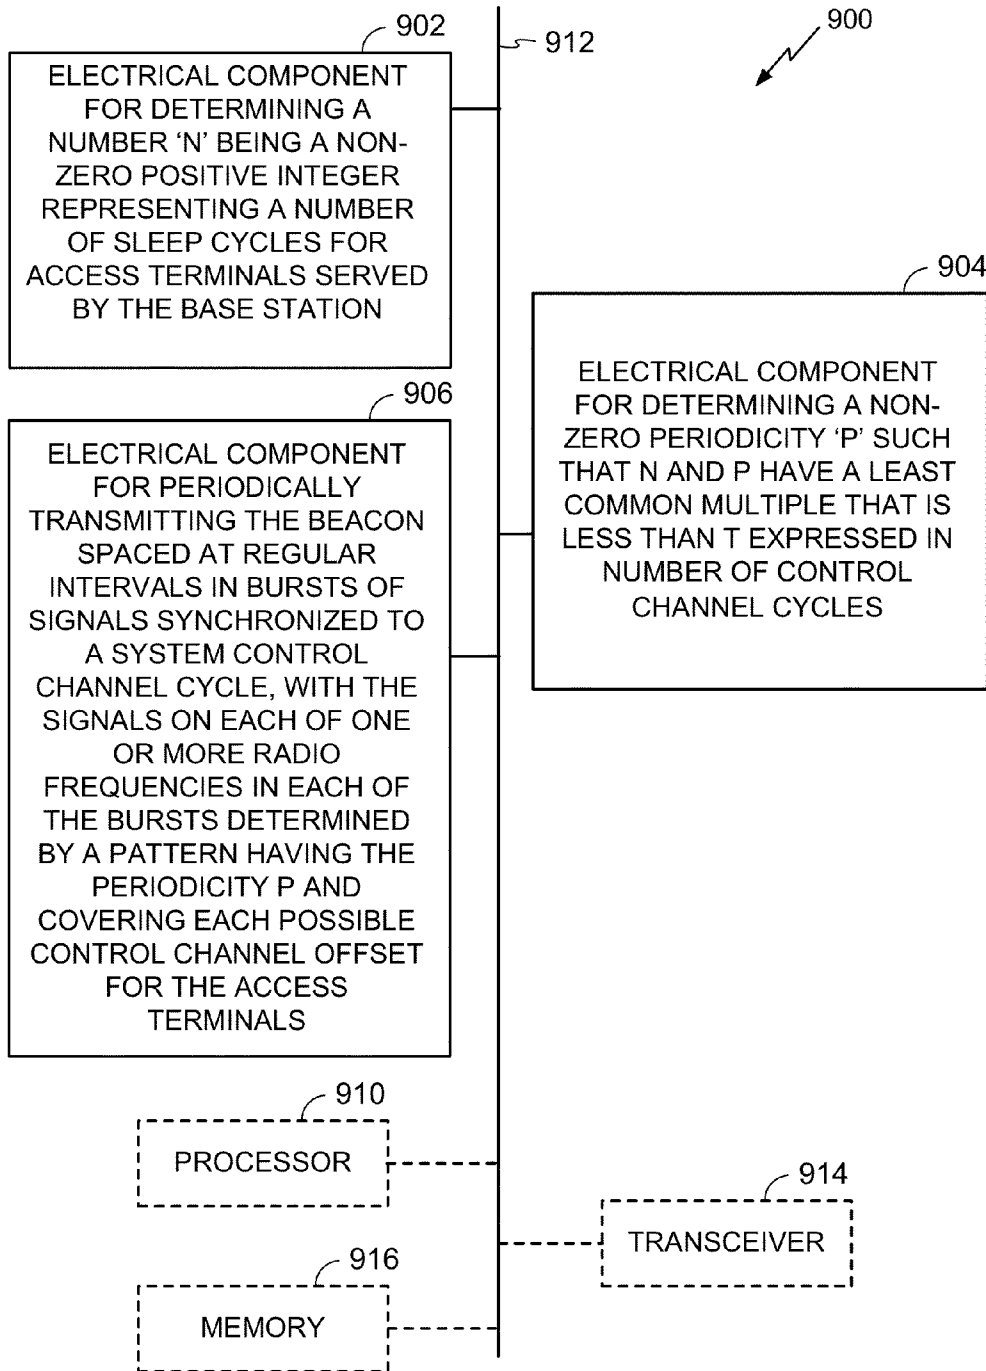 902
912
900
ELECTRICAL COMPONENT
FOR DETERMINING A
NUMBER ‘N’ BEING A NON-
ZERO POSITIVE INTEGER
REPRESENTING A NUMBER
OF SLEEP CYCLES FOR
ACCESS TERMINALS SERVED
BY THE BASE STATION
904
ELECTRICAL COMPONENT
FOR DETERMINING A NON-
ZERO PERIODICITY ‘P’ SUCH
THAT N AND P HAVE A LEAST
COMMON MULTIPLE THAT IS
LESS THAN T EXPRESSED IN
NUMBER OF CONTROL
CHANNEL CYCLES
906
ELECTRICAL COMPONENT
FOR PERIODICALLY
TRANSMITTING THE BEACON
SPACED AT REGULAR
INTERVALS IN BURSTS OF
SIGNALS SYNCHRONIZED TO
A SYSTEM CONTROL
CHANNEL CYCLE, WITH THE
SIGNALS ON EACH OF ONE
OR MORE RADIO
FREQUENCIES IN EACH OF
THE BURSTS DETERMINED
BY A PATTERN HAVING THE
PERIODICITY P AND
COVERING EACH POSSIBLE
CONTROL CHANNEL OFFSET
FOR THE ACCESS
TERMINALS
910
PROCESSOR
914
TRANSCEIVER
916
MEMORY